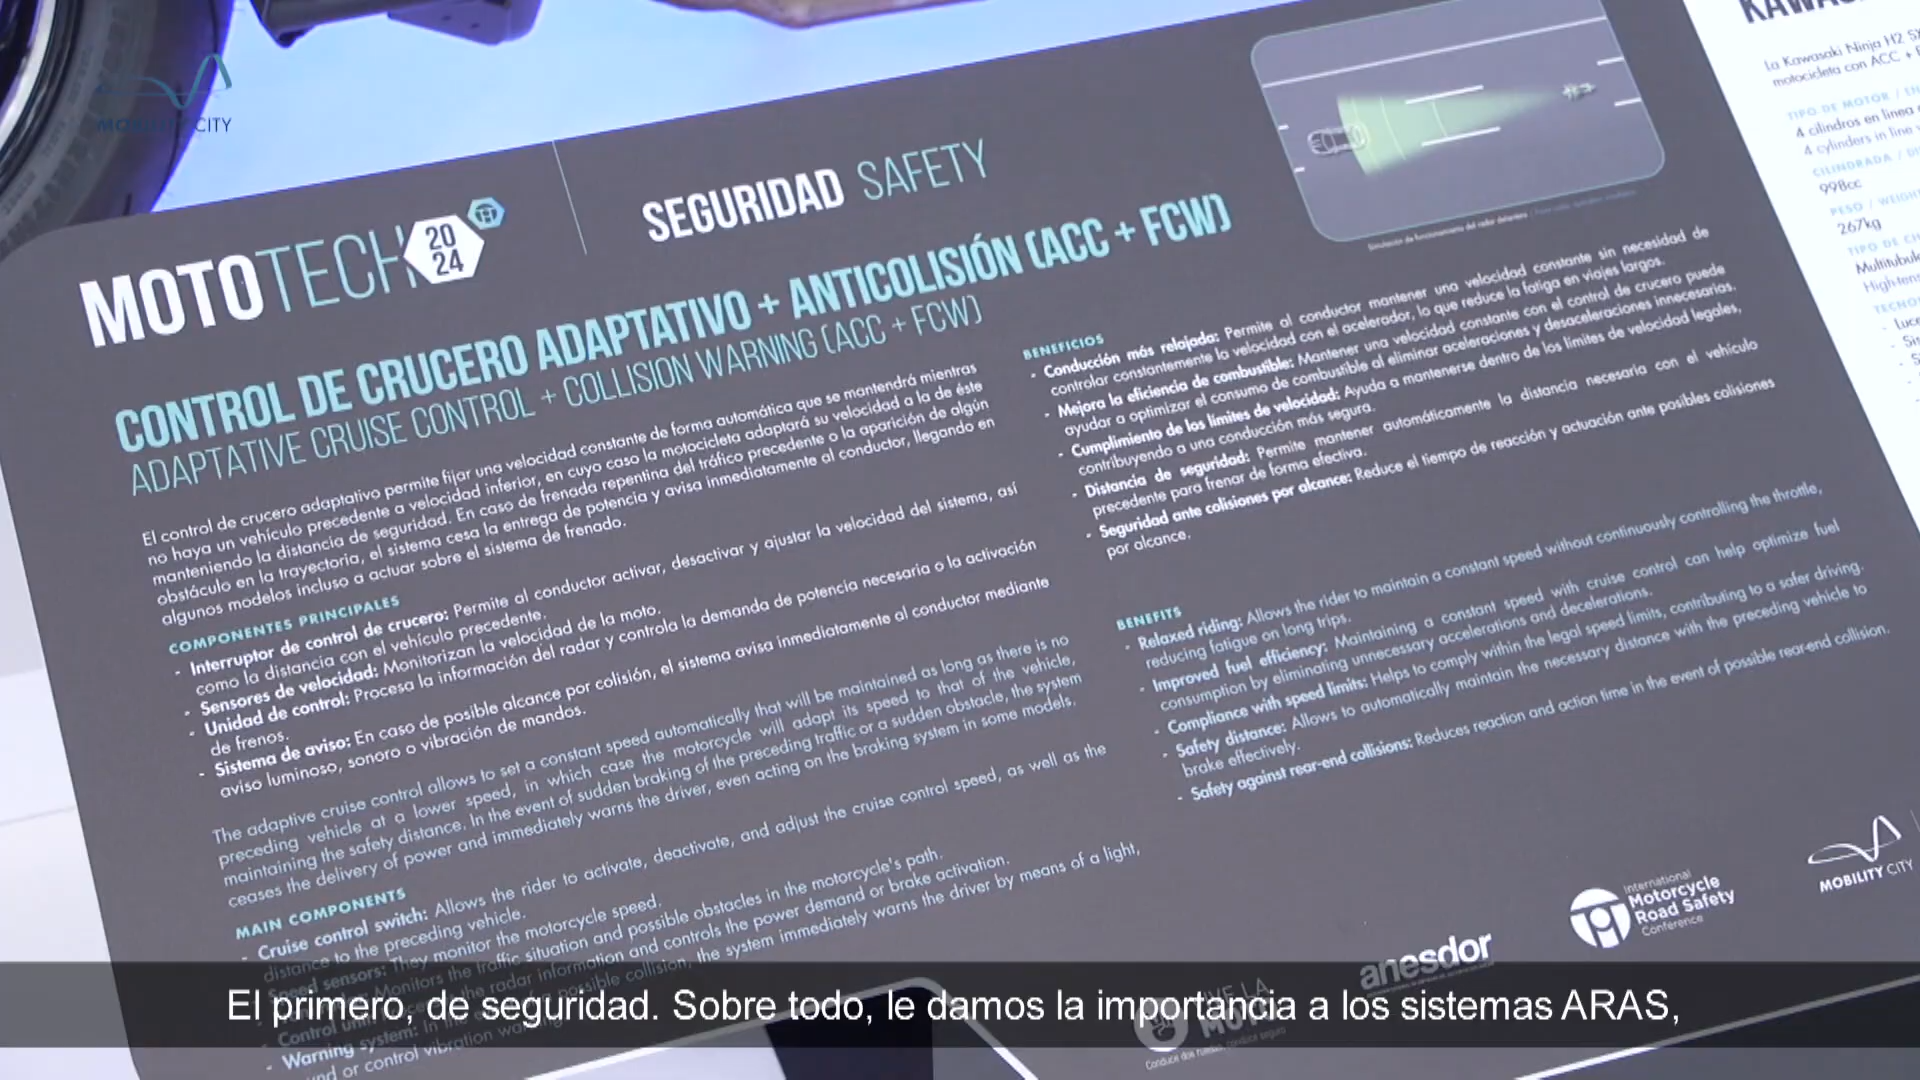 MOBILITY CITY
MOTOTECH 20 24
SEGURIDAD SAFETY
CONTROL DE CRUCERO ADAPTATIVO + ANTICOLISIÓN (ACC + FCW)
ADAPTATIVE CRUISE CONTROL + COLLISION WARNING (ACC + FCW)
El control de crucero adaptativo permite fijar una velocidad constante de forma automática que se mantendrá mientras
no haya un vehículo precedente a velocidad inferior, en cuyo caso la motocicleta adaptará su velocidad a la de éste
manteniendo la distancia de seguridad. En caso de frenada repentina del tráfico precedente o la aparición de algún
obstáculo en la trayectoria, el sistema cesa la entrega de potencia y avisa inmediatamente al conductor, llegando en
algunos modelos incluso a actuar sobre el sistema de frenado.
COMPONENTES PRINCIPALES
- Interruptor de control de crucero: Permite al conductor activar, desactivar y ajustar la velocidad del sistema, así
como la distancia con el vehículo precedente.
- Sensores de velocidad: Monitorizan la velocidad de la moto.
- Unidad de control: Procesa la información del radar y controla la demanda de potencia necesaria o la activación
de frenos.
- Sistema de aviso: En caso de posible alcance por colisión, el sistema avisa inmediatamente al conductor mediante
aviso luminoso, sonoro o vibración de mandos.
The adaptive cruise control allows to set a constant speed automatically that will be maintained as long as there is no
preceding vehicle at a lower speed, in which case the motorcycle will adapt its speed to that of the vehicle,
maintaining the safety distance. In the event of sudden braking of the preceding traffic or a sudden obstacle, the system
ceases the delivery of power and immediately warns the driver, even acting on the braking system in some models.
MAIN COMPONENTS
- Cruise control switch: Allows the rider to activate, deactivate, and adjust the cruise control speed, as well as the
distance to the preceding vehicle.
- Speed sensors: They monitor the motorcycle speed.
Monitors the traffic situation and possible obstacles in the motorcycle's path.
- Control the radar information and controls the power demand or brake activation.
- Warning system: In possible collision, the system immediately warns the driver by means of a light,
or control vibration
Simulación de funcionamiento del radar delantero
BENEFICIOS
- Conducción más relajada: Permite al conductor mantener una velocidad constante sin necesidad de
controlar constantemente la velocidad con el acelerador, lo que reduce la fatiga en viajes largos.
- Mejora la eficiencia de combustible: Mantener una velocidad constante con el control de crucero puede
ayudar a optimizar el consumo de combustible al eliminar aceleraciones y desaceleraciones innecesarias.
- Cumplimiento de los límites de velocidad: Ayuda a mantenerse dentro de los límites de velocidad legales,
contribuyendo a una conducción más segura.
- Distancia de seguridad: Permite mantener automáticamente la distancia necesaria con el vehículo
precedente para frenar de forma efectiva.
- Seguridad ante colisiones por alcance: Reduce el tiempo de reacción y actuación ante posibles colisiones
por alcance.
BENEFITS
- Relaxed riding: Allows the rider to maintain a constant speed without continuously controlling the throttle,
reducing fatigue on long trips.
- Improved fuel efficiency: Maintaining a constant speed with cruise control can help optimize fuel
consumption by eliminating unnecessary accelerations and decelerations.
- Compliance with speed limits: Helps to comply within the legal speed limits, contributing to a safer driving.
- Safety distance: Allows to automatically maintain the necessary distance with the preceding vehicle to
brake effectively.
- Safety against rear-end collisions: Reduces reaction and action time in the event of possible rear-end collision.
VIVE LA
MOTO
Conduce dos ruedas, conduce seguro
anesdor
International
Motorcycle
Road Safety
Conference
MOBILITY CITY
La Kawasaki Ninja H2 SX
motocicleta con ACC +
TIPO DE MOTOR /
4 cilindros en línea
4 cylinders in line
CILINDRADA /
998cc
PESO / WEIGHT
267kg
TIPO DE
El primero, de seguridad. Sobre todo, le damos la importancia a los sistemas ARAS,